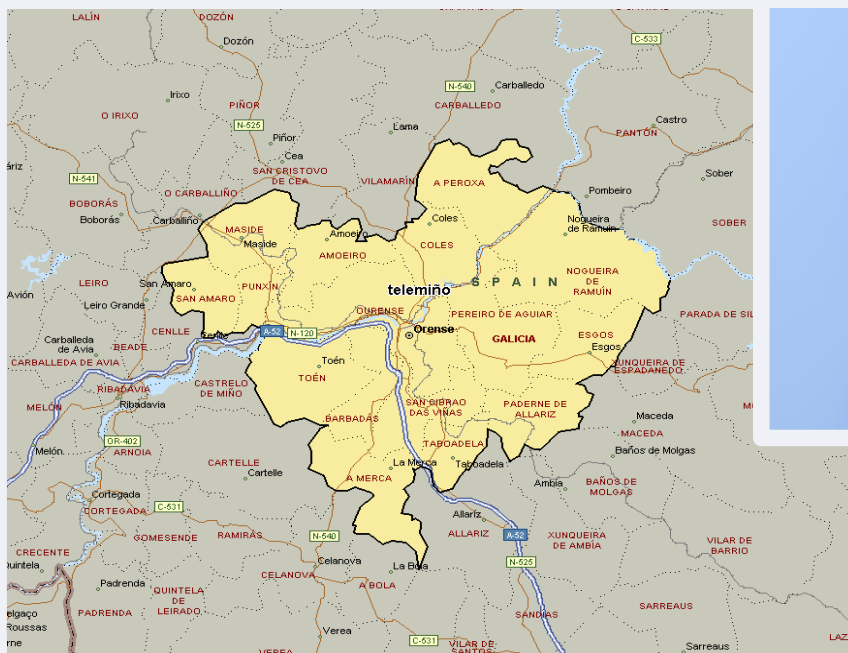 LALÍN
DOZÓN
Dozón
C-533
Irixo
O IRIXO
PIÑOR
N-525
Piñor
Cea
SAN CRISTOVO
DE CEA
N-540
Carballedo
CARBALLEDO
Lama
Castro
PANTÓN
Sober
SOBER
Pombeiro
N-541
BOBORÁS
Boborás
O CARBALLIÑO
Carballiño
VILAMARÍN
A PEROXA
Coles
COLES
Nogueira
de Ramuín
MASIDE
Maside
Amoeiro
AMOEIRO
telemiño
SPAIN
NOGUEIRA
DE
RAMUÍN
LEIRO
Avión
San Amaro
SAN AMARO
PUNXÍN
Leiro Grande
OURENSE
PEREIRO DE AGUIAR
PARADA DE SIL
CENLLE
A-52
N-120
Orense
GALICIA
ESGOS
Esgos
Carballeda
de Avia
BEADE
CARBALLEDA DE AVIA
Toén
TOÉN
XUNQUEIRA DE
ESPADANEDO
RIBADAVIA
Ribadavia
CASTRELO
DE MIÑO
MELÓN
Melón
SAN CIBRAO
DAS VIÑAS
PADERNE DE
ALLARIZ
BARBADÁS
Maceda
MACEDA
OR-402
ARNOIA
TABOADELA
Taboadela
Baños de Molgas
CARTELLE
Cartelle
La Merca
A MERCA
Ambía
BAÑOS DE
MOLGAS
Cortegada
CORTEGADA
C-531
Allaríz
ALLARIZ
A-52
XUNQUEIRA
DE AMBÍA
VILAR DE
BARRIO
GOMESENDE
RAMIRÁS
N-540
CRECENTE
Celanova
CELANOVA
La Bola
A BOLA
N-525
Padrenda
PADRENDA
QUINTELA
DE
LEIRADO
SANDIÁS
SARREAUS
Roussas
Verea
VEREA
C-531
VILAR DE
SANTOS
Sarreaus